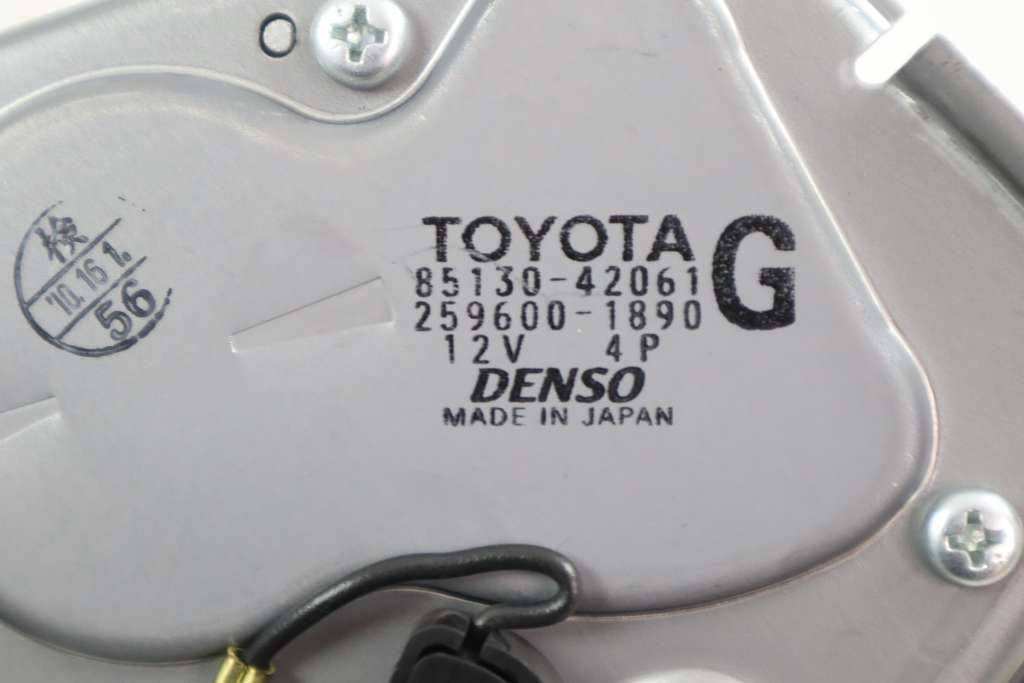 検
'10.16 1.
56
TOYOTA
85130-42061
G
259600-1890
12V 4P
DENSO
MADE IN JAPAN